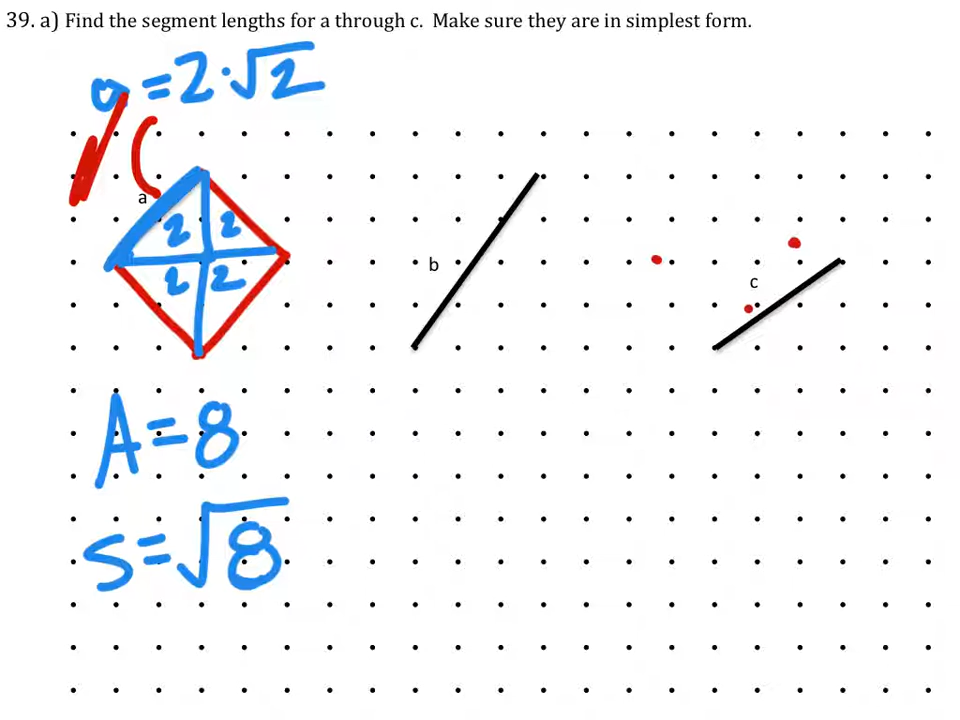 39. a) Find the segment lengths for a through c. Make sure they are in simplest form.
a = 2·√2
a
2 2
b
2 2
c
A = 8
s = √8